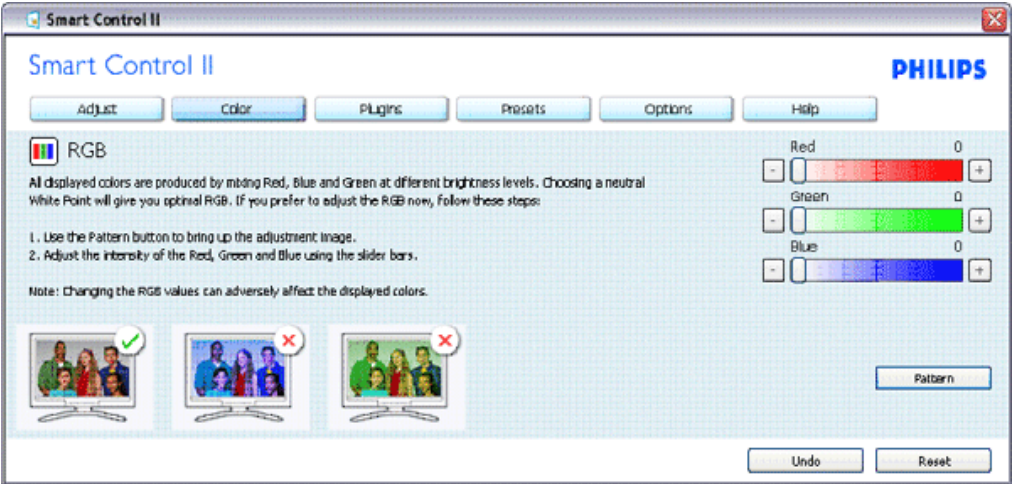 Smart Control II
Smart Control II
PHILIPS
Adjust Color Plugins Presets Options Help
RGB
All displayed colors are produced by mixing Red, Blue and Green at different brightness levels. Choosing a neutral
White Point will give you optimal RGB. If you prefer to adjust the RGB now, follow these steps:
1. Use the Pattern button to bring up the adjustment image.
2. Adjust the intensity of the Red, Green and Blue using the slider bars.
Note: Changing the RGB values can adversely affect the displayed colors.
Red 0
- +
Green 0
- +
Blue 0
- +
Pattern
Undo Reset